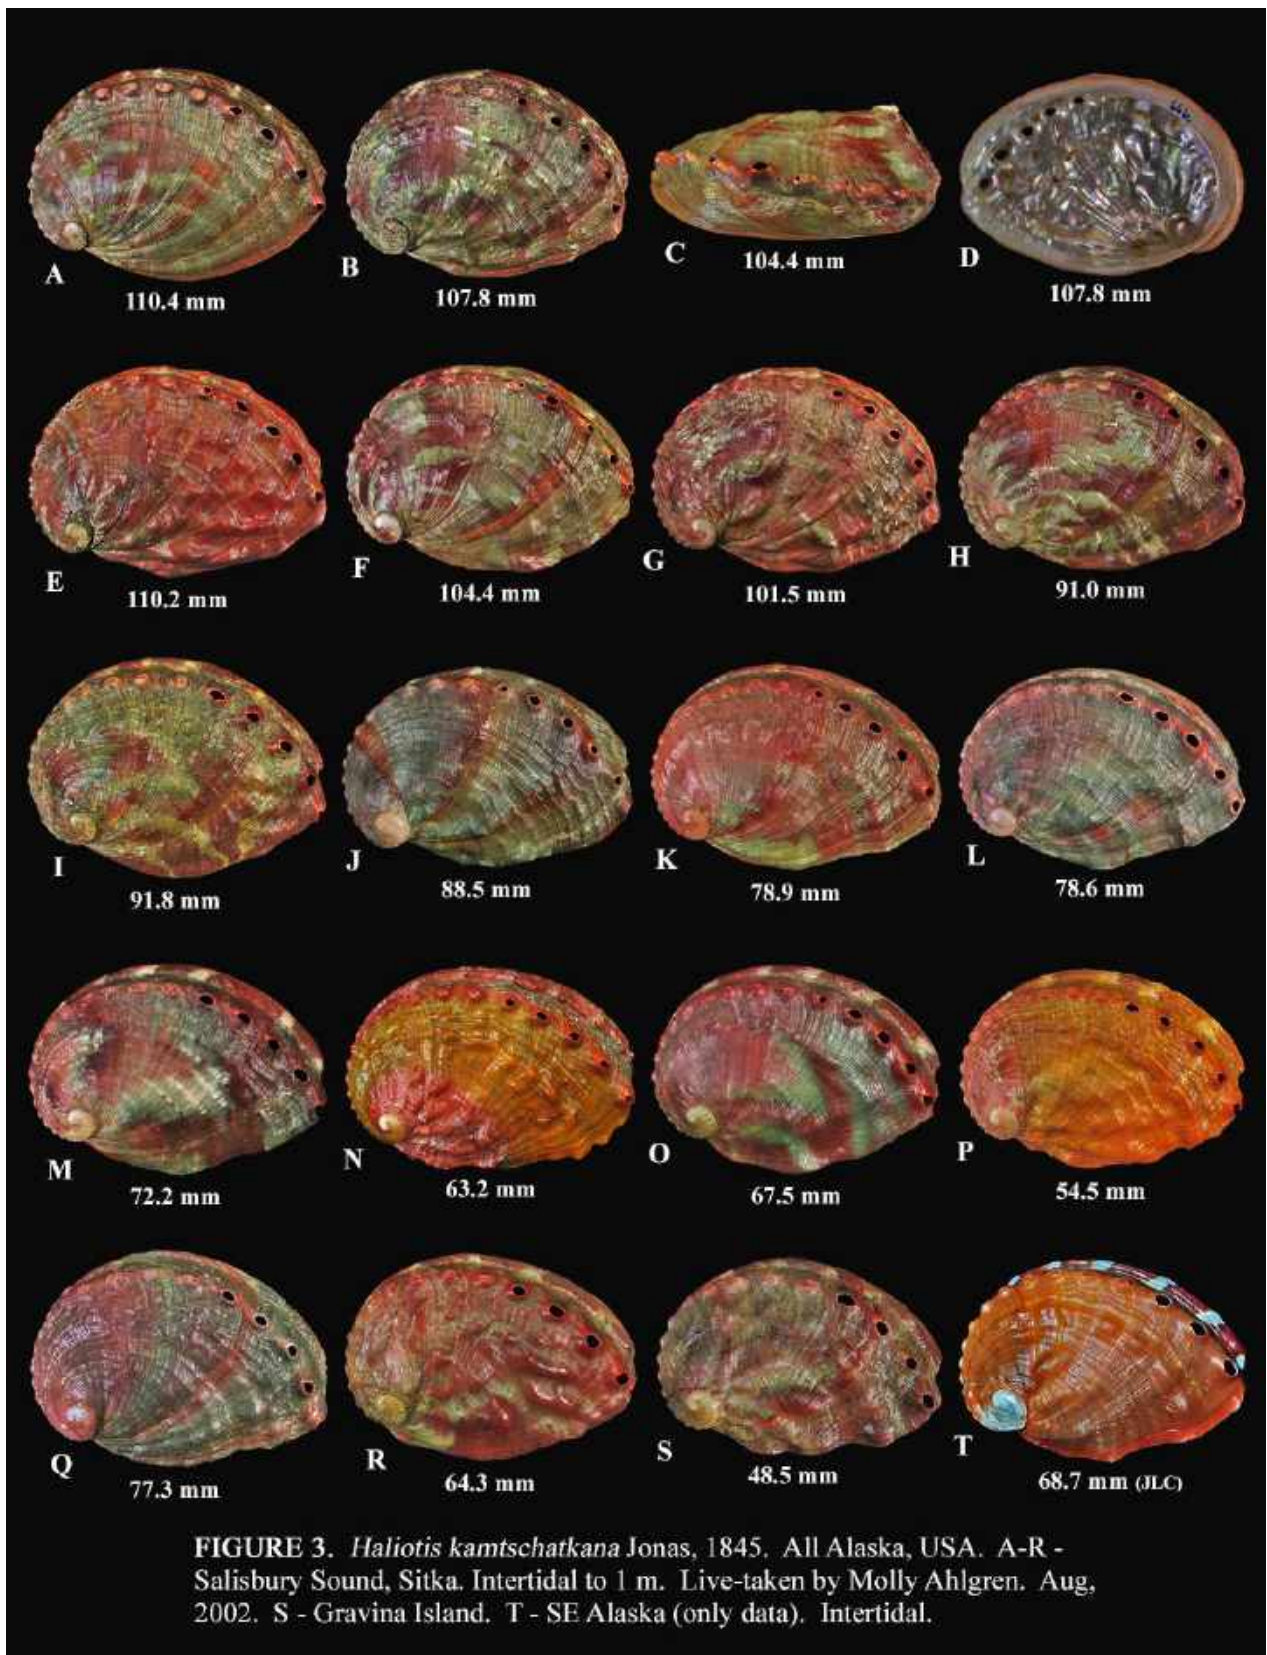 A
110.4 mm
B
107.8 mm
C
104.4 mm
D
107.8 mm
E
110.2 mm
F
104.4 mm
G
101.5 mm
H
91.0 mm
I
91.8 mm
J
88.5 mm
K
78.9 mm
L
78.6 mm
M
72.2 mm
N
63.2 mm
O
67.5 mm
P
54.5 mm
Q
77.3 mm
R
64.3 mm
S
48.5 mm
T
68.7 mm (JLC)
FIGURE 3. Haliotis kamtschatkana Jonas, 1845. All Alaska, USA. A-R -
Salisbury Sound, Sitka. Intertidal to 1 m. Live-taken by Molly Ahlgren. Aug,
2002. S - Gravina Island. T - SE Alaska (only data). Intertidal.